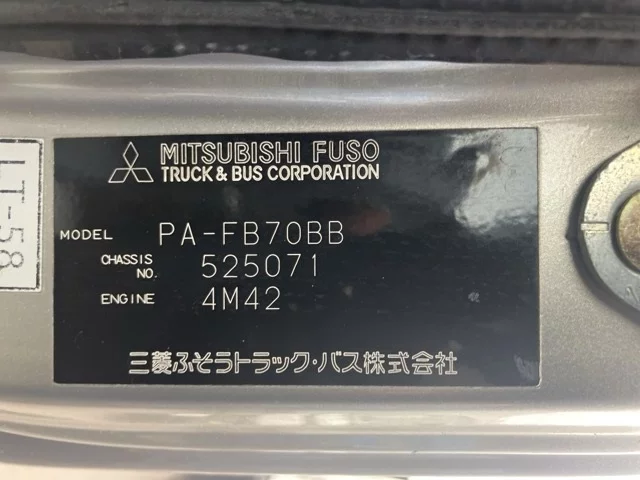 MITSUBISHI FUSO
TRUCK & BUS CORPORATION
MODEL PA-FB70BB
CHASSIS NO. 525071
ENGINE 4M42
三菱ふそうトラック・バス株式会社
LT-58